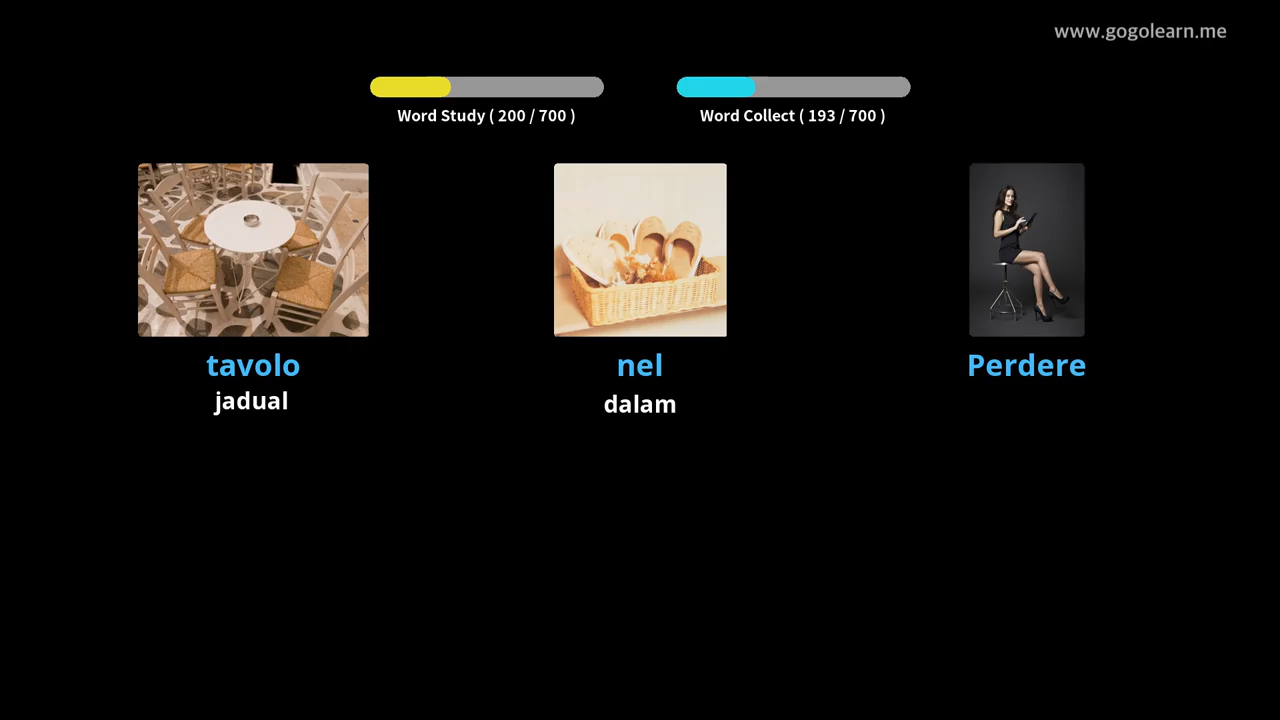 www.gogolearn.me
Word Study ( 200 / 700 )
Word Collect ( 193 / 700 )
tavolo
jadual
nel
dalam
Perdere